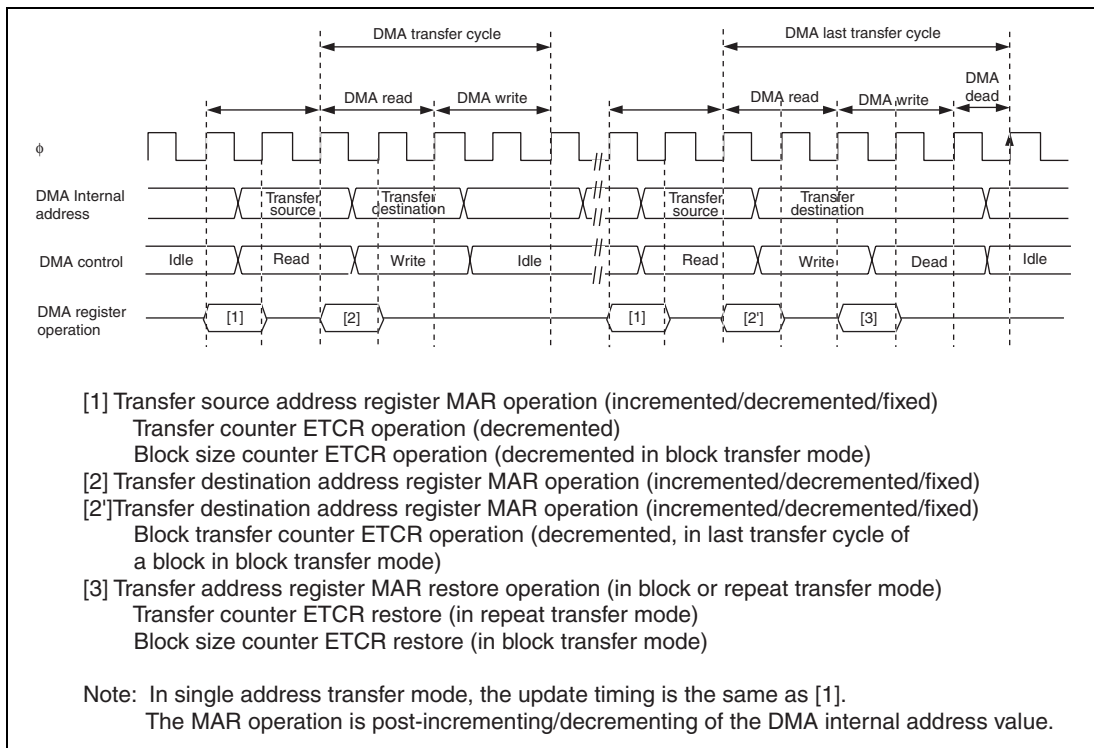 DMA transfer cycle DMA last transfer cycle
DMA read DMA write DMA read DMA write DMA dead
ϕ
DMA Internal address Transfer source Transfer destination Transfer source Transfer destination
DMA control Idle Read Write Idle Read Write Dead Idle
DMA register operation [1] [2] [1] [2'] [3]
[1] Transfer source address register MAR operation (incremented/decremented/fixed)
Transfer counter ETCR operation (decremented)
Block size counter ETCR operation (decremented in block transfer mode)
[2] Transfer destination address register MAR operation (incremented/decremented/fixed)
[2']Transfer destination address register MAR operation (incremented/decremented/fixed)
Block transfer counter ETCR operation (decremented, in last transfer cycle of
a block in block transfer mode)
[3] Transfer address register MAR restore operation (in block or repeat transfer mode)
Transfer counter ETCR restore (in repeat transfer mode)
Block size counter ETCR restore (in block transfer mode)
Note: In single address transfer mode, the update timing is the same as [1].
The MAR operation is post-incrementing/decrementing of the DMA internal address value.